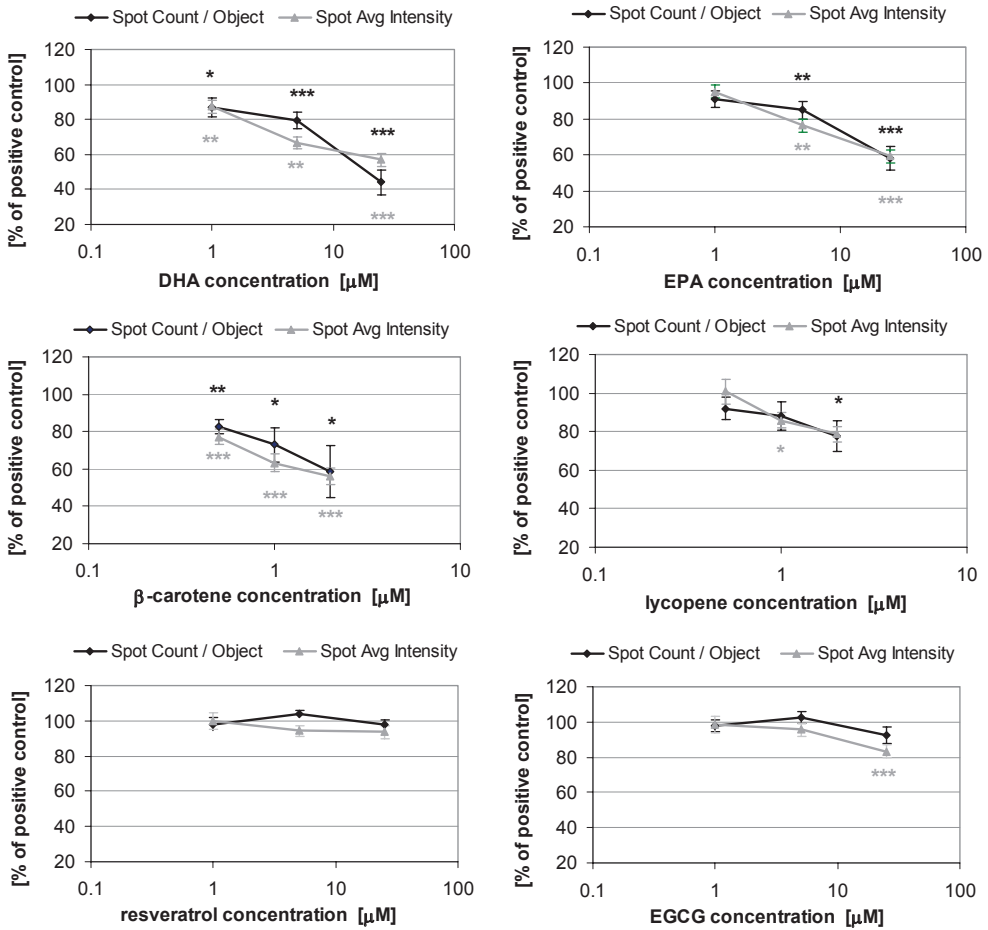 Spot Count / Object Spot Avg Intensity
[% of positive control]
120
100
80
60
40
20
* *** ***
** ** ***
0.1 1 10 100
DHA concentration [µM]
Spot Count / Object Spot Avg Intensity
[% of positive control]
120
100
80
60
40
20
** ***
** ***
0.1 1 10 100
EPA concentration [µM]
Spot Count / Object Spot Avg Intensity
[% of positive control]
120
100
80
60
40
20
** * *
*** *** ***
0.1 1 10
β-carotene concentration [µM]
Spot Count / Object Spot Avg Intensity
[% of positive control]
120
100
80
60
40
20
*
*
0.1 1 10
lycopene concentration [µM]
Spot Count / Object Spot Avg Intensity
[% of positive control]
120
100
80
60
40
20
0.1 1 10 100
resveratrol concentration [µM]
Spot Count / Object Spot Avg Intensity
[% of positive control]
120
100
80
60
40
20
***
0.1 1 10 100
EGCG concentration [µM]